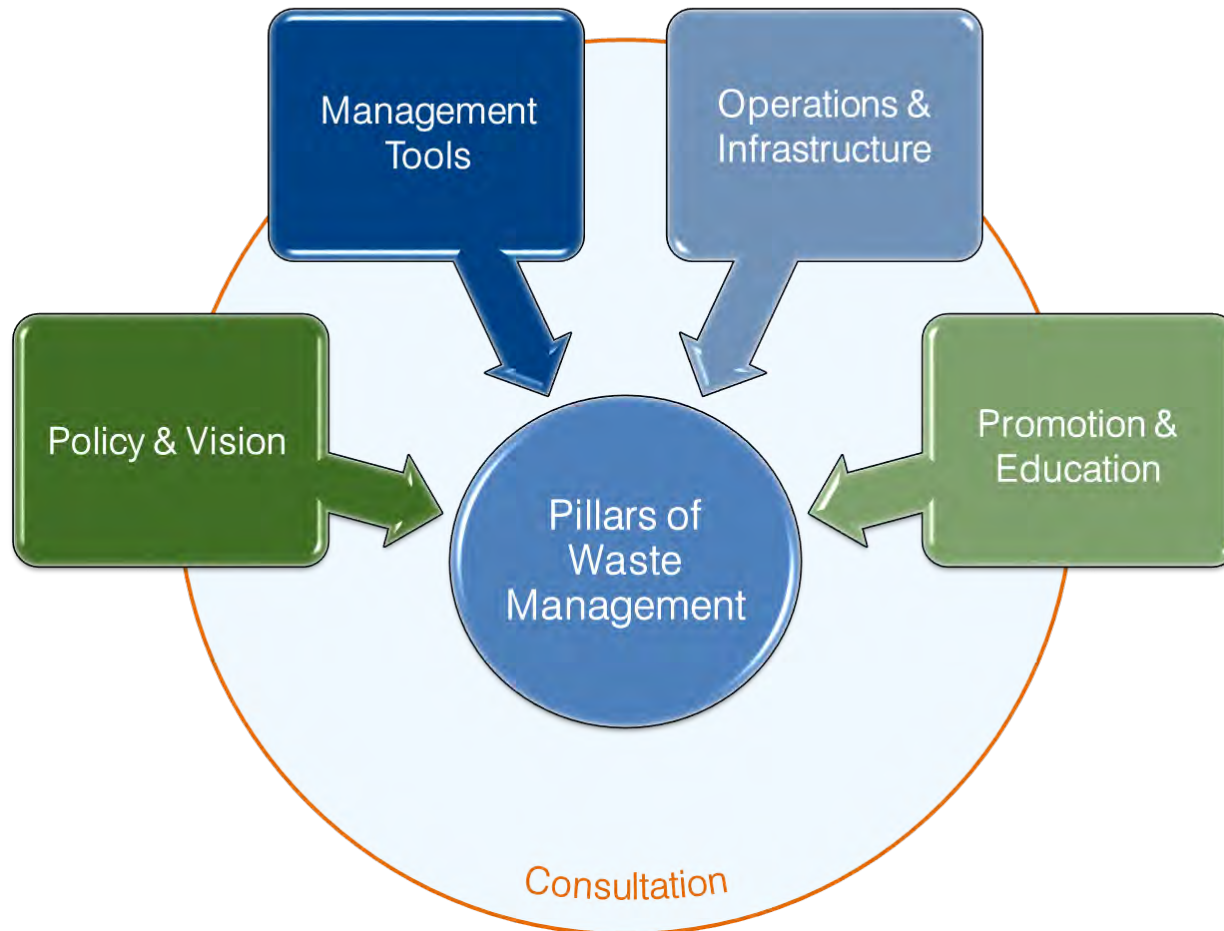 Management
Tools
Operations &
Infrastructure
Policy & Vision
Promotion &
Education
Pillars of
Waste
Management
Consultation